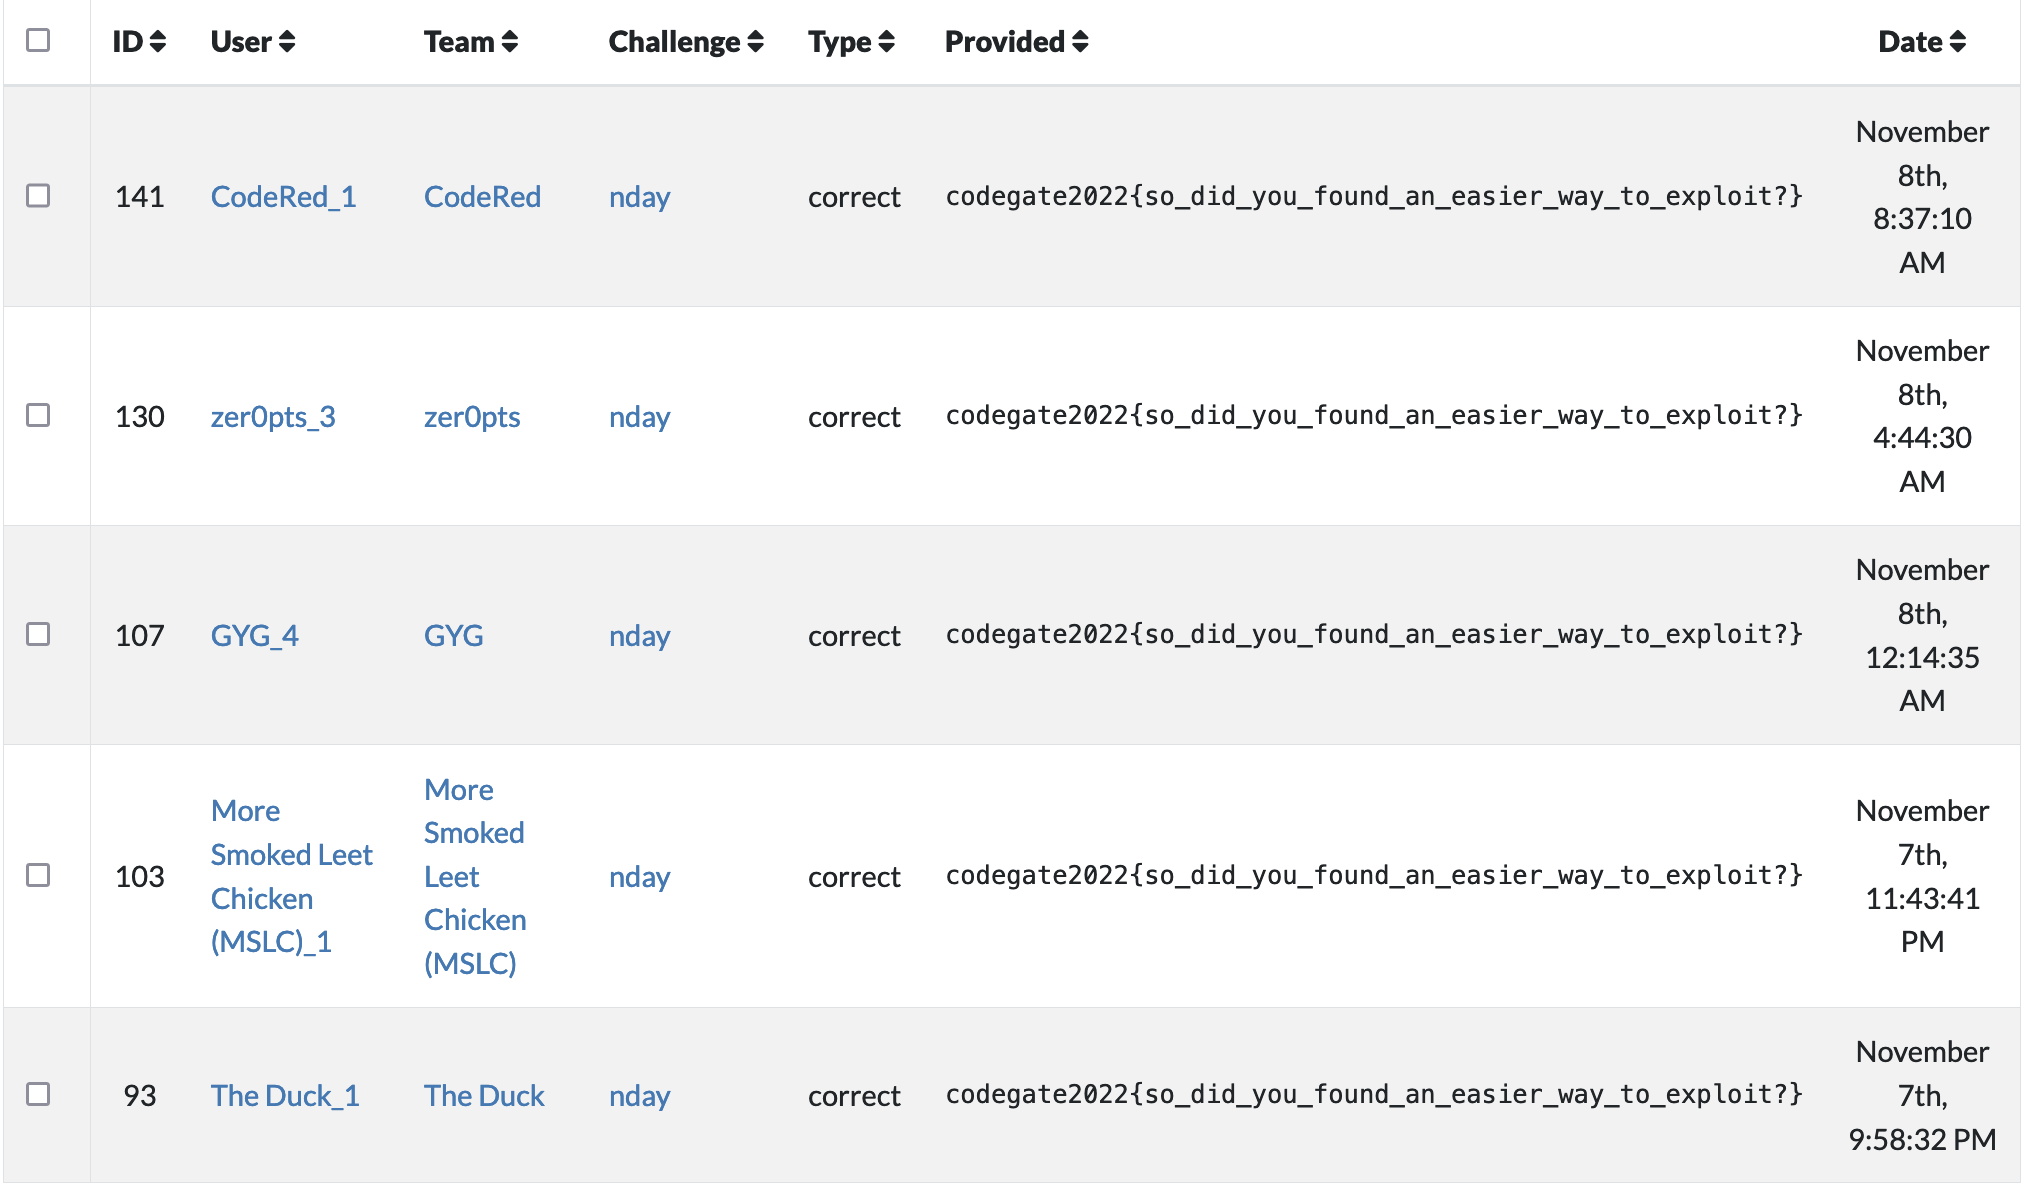 ID User Team Challenge Type Provided Date
141 CodeRed_1 CodeRed nday correct codegate2022{so_did_you_found_an_easier_way_to_exploit?} November
8th,
8:37:10
AM
130 zer0pts_3 zer0pts nday correct codegate2022{so_did_you_found_an_easier_way_to_exploit?} November
8th,
4:44:30
AM
107 GYG_4 GYG nday correct codegate2022{so_did_you_found_an_easier_way_to_exploit?} November
8th,
12:14:35
AM
103
More
Smoked Leet
Chicken
(MSLC)_1
More
Smoked
Leet
Chicken
(MSLC)
nday correct codegate2022{so_did_you_found_an_easier_way_to_exploit?}
November
7th,
11:43:41
PM
93 The Duck_1 The Duck nday correct codegate2022{so_did_you_found_an_easier_way_to_exploit?} November
7th,
9:58:32 PM